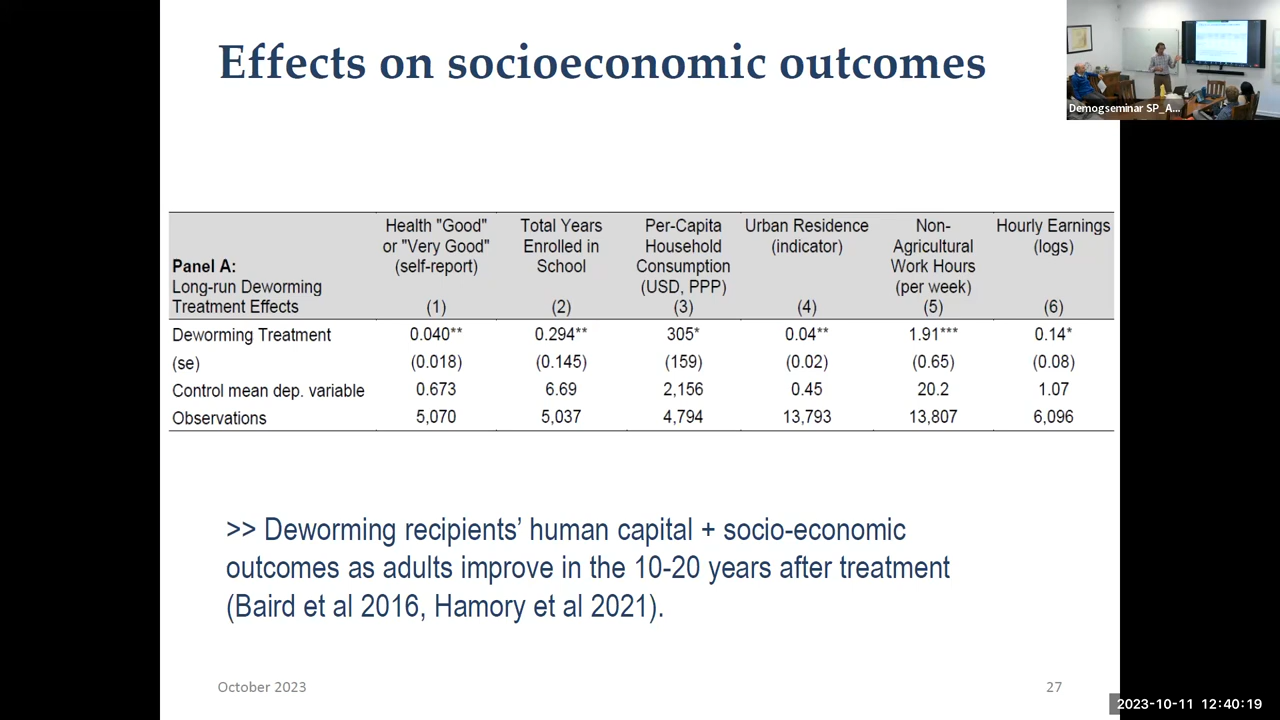 Effects on socioeconomic outcomes
Demogseminar SP_A...
Panel A:
Long-run Deworming
Treatment Effects
Health "Good"
or "Very Good"
(self-report)
(1)
Total Years
Enrolled in
School
(2)
Per-Capita
Household
Consumption
(USD, PPP)
(3)
Urban Residence
(indicator)
(4)
Non-
Agricultural
Work Hours
(per week)
(5)
Hourly Earnings
(logs)
(6)
Deworming Treatment 0.040** 0.294** 305* 0.04** 1.91*** 0.14*
(se) (0.018) (0.145) (159) (0.02) (0.65) (0.08)
Control mean dep. variable 0.673 6.69 2,156 0.45 20.2 1.07
Observations 5,070 5,037 4,794 13,793 13,807 6,096
>> Deworming recipients’ human capital + socio-economic
outcomes as adults improve in the 10-20 years after treatment
(Baird et al 2016, Hamory et al 2021).
October 2023 27
2023-10-11 12:40:19